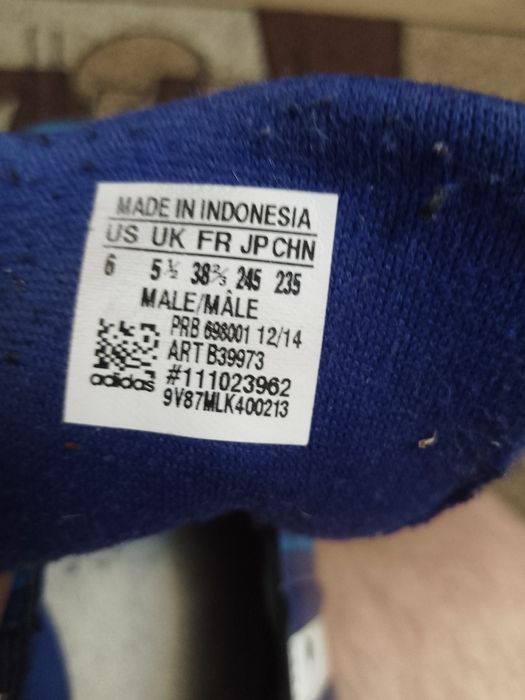 MADE IN INDONESIA
US UK FR JP CHN
6 5½ 38⅔ 245 235
MALE/MÂLE
PRB 698001 12/14
ART B39973
adidas
#111023962
9V87MLK400213